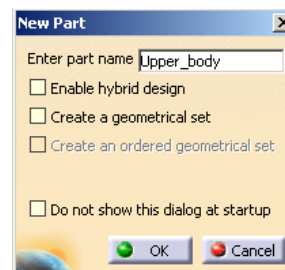 New Part
Enter part name Upper_body
Enable hybrid design
Create a geometrical set
Create an ordered geometrical set
Do not show this dialog at startup
OK Cancel